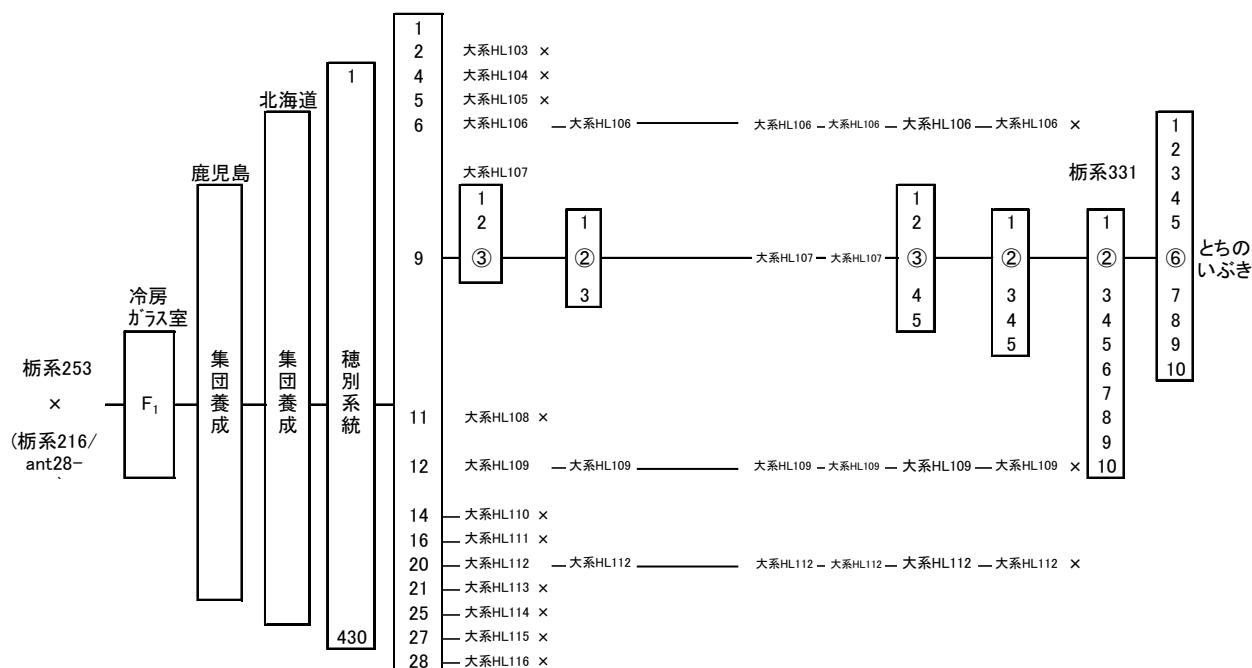 栃系253
×
(栃系216/
ant28-
冷房
ガラス室
F₁
鹿児島
集団養成
北海道
集団養成
1
穂別系統
430
1
2 大系HL103 ×
4 大系HL104 ×
5 大系HL105 ×
6 大系HL106 大系HL106 大系HL106 大系HL106 大系HL106 大系HL106 ×
大系HL107
9
1
2
③
1
②
3
大系HL107 大系HL107
1
2
③
4
5
1
②
3
4
5
栃系331
1
②
3
4
5
6
7
8
9
10
1
2
3
4
5
⑥
7
8
9
10
とちの
いぶき
11 大系HL108 ×
12 大系HL109 大系HL109 大系HL109 大系HL109 大系HL109 大系HL109 ×
14 大系HL110 ×
16 大系HL111 ×
20 大系HL112 大系HL112 大系HL112 大系HL112 大系HL112 大系HL112 ×
21 大系HL113 ×
25 大系HL114 ×
27 大系HL115 ×
28 大系HL116 ×